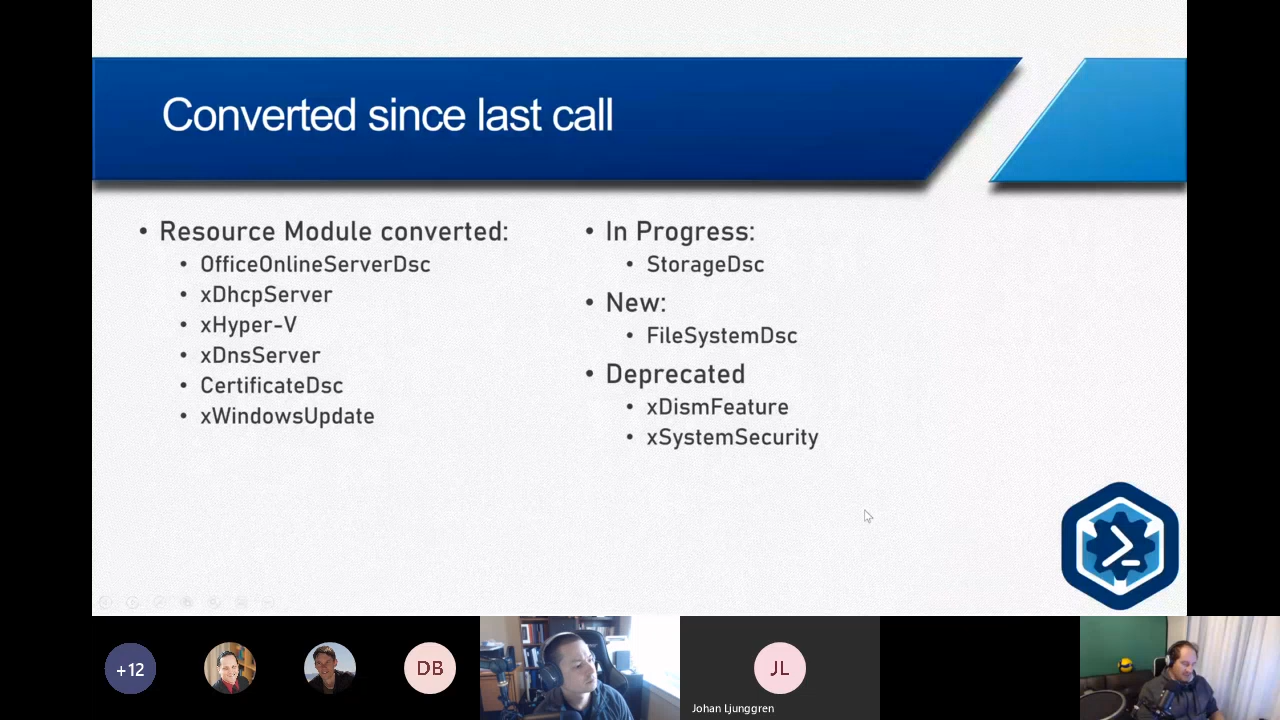 Converted since last call
• Resource Module converted:
• OfficeOnlineServerDsc
• xDhcpServer
• xHyper-V
• xDnsServer
• CertificateDsc
• xWindowsUpdate
• In Progress:
• StorageDsc
• New:
• FileSystemDsc
• Deprecated
• xDismFeature
• xSystemSecurity
+12
DB
JL
Johan Ljunggren